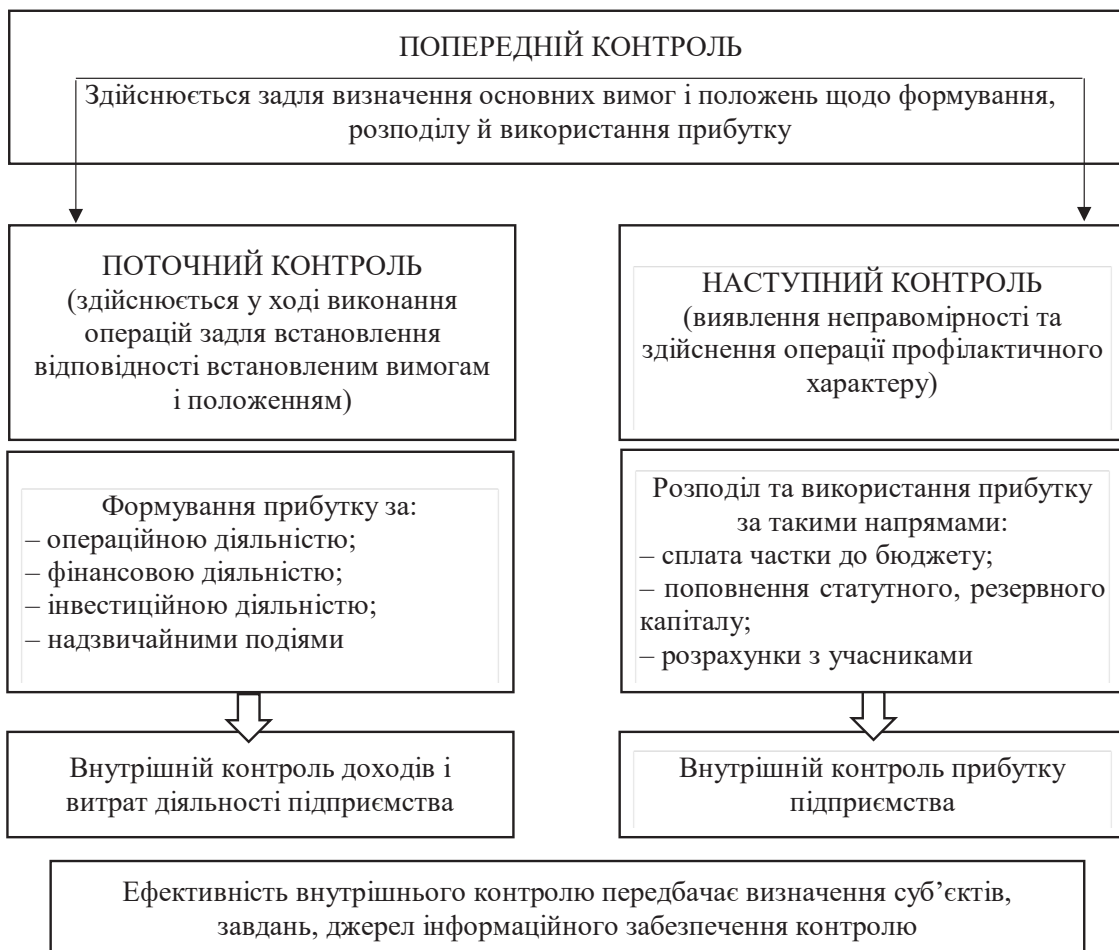 ПОПЕРЕДНІЙ КОНТРОЛЬ
Здійснюється задля визначення основних вимог і положень щодо формування,
розподілу й використання прибутку
ПОТОЧНИЙ КОНТРОЛЬ
(здійснюється у ході виконання
операцій задля встановлення
відповідності встановленим вимогам
і положенням)
НАСТУПНИЙ КОНТРОЛЬ
(виявлення неправомірності та
здійснення операції профілактичного
характеру)
Формування прибутку за:
– операційною діяльністю;
– фінансовою діяльністю;
– інвестиційною діяльністю;
– надзвичайними подіями
Розподіл та використання прибутку
за такими напрямами:
– сплата частки до бюджету;
– поповнення статутного, резервного
капіталу;
– розрахунки з учасниками
Внутрішній контроль доходів і
витрат діяльності підприємства
Внутрішній контроль прибутку
підприємства
Ефективність внутрішнього контролю передбачає визначення суб’єктів,
завдань, джерел інформаційного забезпечення контролю